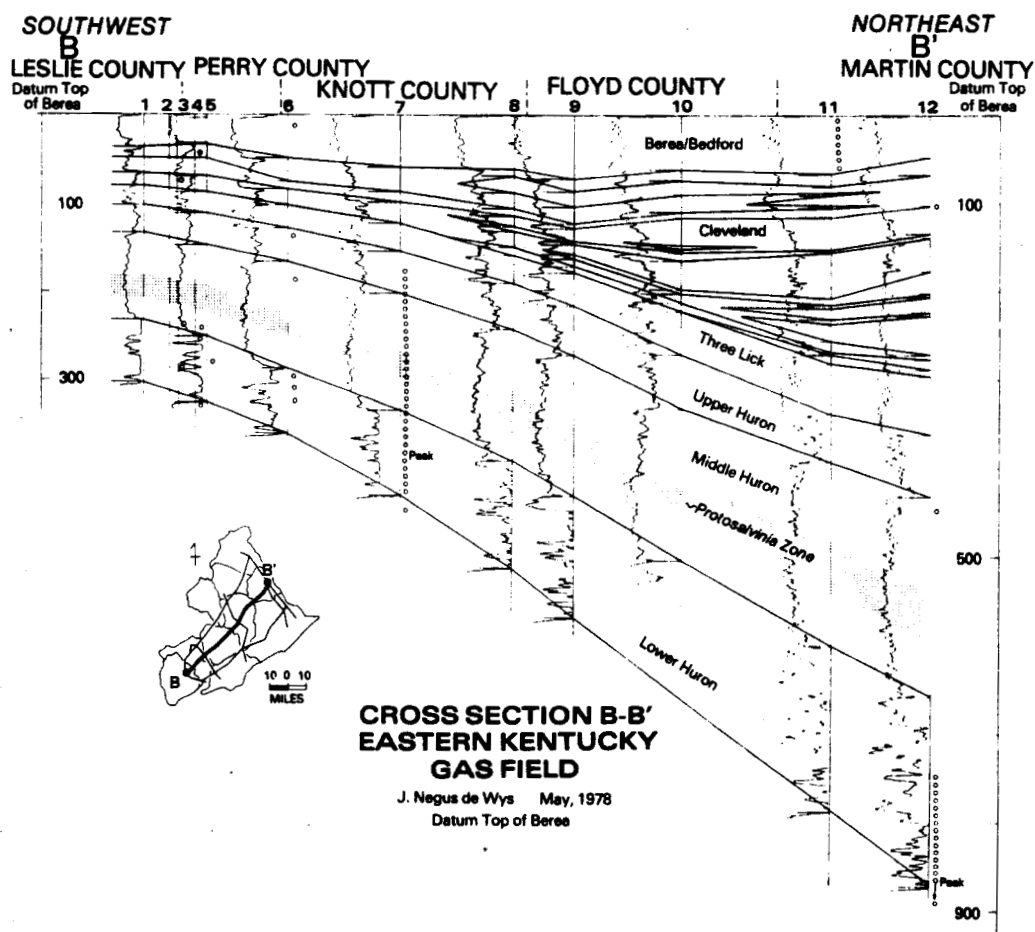 SOUTHWEST
B
LESLIE COUNTY
Datum Top
of Berea
PERRY COUNTY
KNOTT COUNTY
FLOYD COUNTY
NORTHEAST
B'
MARTIN COUNTY
Datum Top
of Berea
1 2 3 4 5 6 7 8 9 10 11 12
Berea/Bedford
100
100
Cleveland
300
Three Lick
Upper Huron
Middle Huron
Peak
Protosalvinia Zone
500
Lower Huron
B'
B
10 0 10
MILES
CROSS SECTION B-B'
EASTERN KENTUCKY
GAS FIELD
J. Negus de Wys May, 1978
Datum Top of Berea
Peak
900